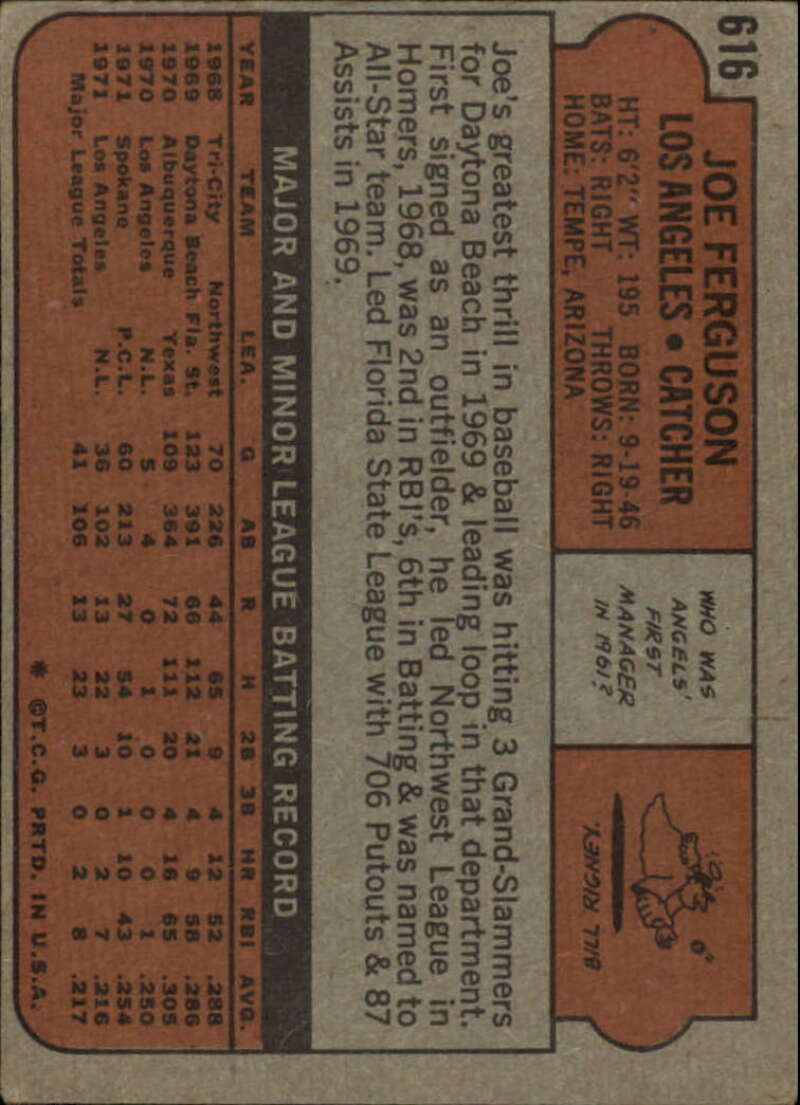 616
JOE FERGUSON
LOS ANGELES • CATCHER
HT: 6'2" WT: 195 BORN: 9-19-46
BATS: RIGHT THROWS: RIGHT
HOME: TEMPE, ARIZONA
WHO WAS
ANGELS'
FIRST
MANAGER
IN 1961?
BILL RIGNEY.
Joe's greatest thrill in baseball was hitting 3 Grand-Slammers
for Daytona Beach in 1969 & leading loop in that department.
First signed as an outfielder, he led Northwest League in
Homers, 1968, was 2nd in RBI's, 6th in Batting & was named to
All-Star team. Led Florida State League with 706 Putouts & 87
Assists in 1969.
MAJOR AND MINOR LEAGUE BATTING RECORD
YEAR TEAM LEA. G AB R H 2B 3B HR RBI AVG.
1968 Tri-City Northwest 70 226 44 65 9 4 12 52 .288
1969 Daytona Beach Fla. St. 123 391 66 112 21 4 9 58 .286
1970 Albuquerque Texas 109 364 72 111 20 4 16 65 .305
1970 Los Angeles N.L. 5 4 0 1 0 0 0 1 .250
1971 Spokane P.C.L. 60 213 27 54 10 1 10 43 .254
1971 Los Angeles N.L. 36 102 13 22 3 0 2 7 .216
Major League Totals 41 106 13 23 3 0 2 8 .217
* ©T.C.G. PRTD. IN U.S.A.